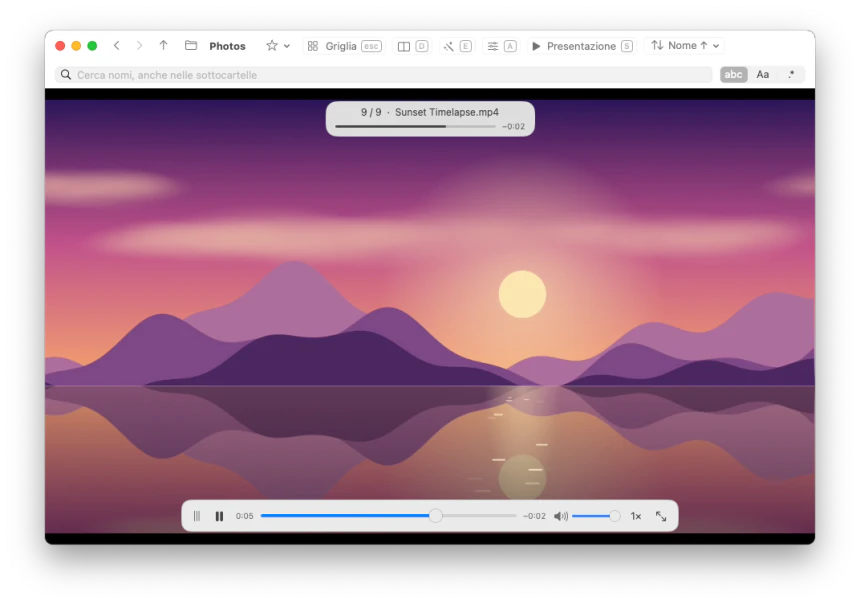 Photos
Griglia esc
D
E
A
Presentazione S
Nome
Cerca nomi, anche nelle sottocartelle
abc
Aa
.*
9 / 9 · Sunset Timelapse.mp4
−0:02
0:05
−0:02
1×